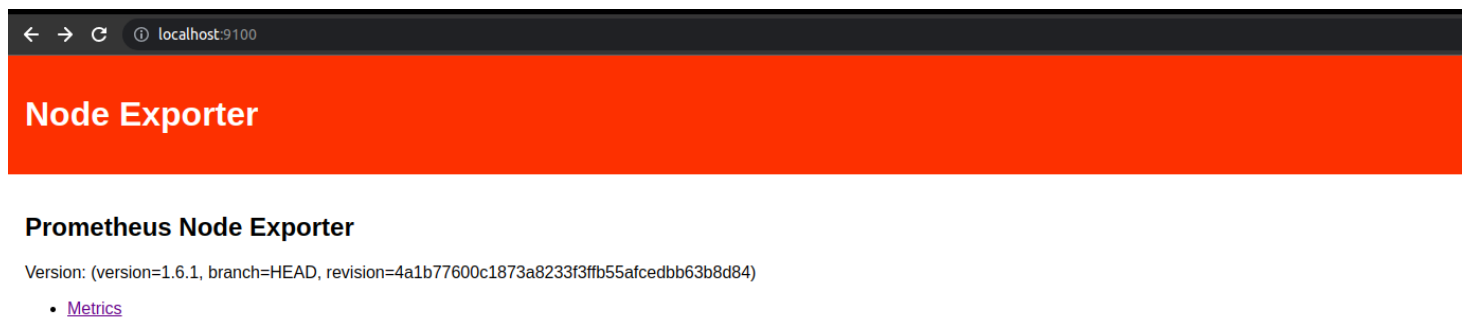 localhost:9100
Node Exporter
Prometheus Node Exporter
Version: (version=1.6.1, branch=HEAD, revision=4a1b77600c1873a8233f3ffb55afcedbb63b8d84)
Metrics